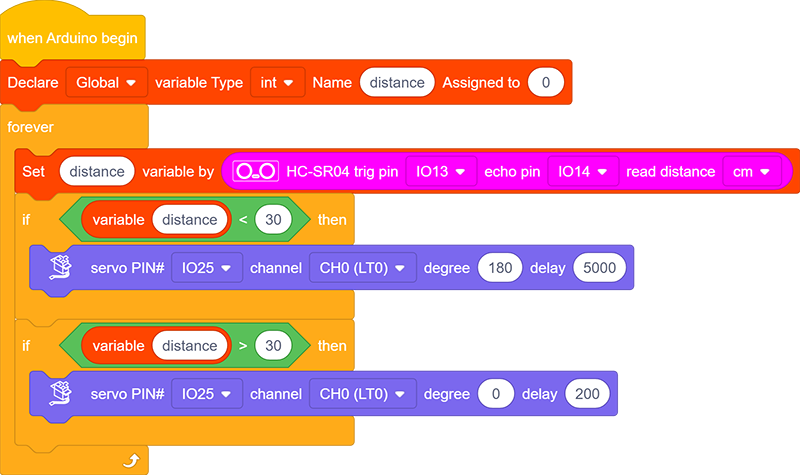 when Arduino begin
Declare Global variable Type int Name distance Assigned to 0
forever
Set distance variable by HC-SR04 trig pin IO13 echo pin IO14 read distance cm
if variable distance < 30 then
servo PIN# IO25 channel CH0 (LT0) degree 180 delay 5000
if variable distance > 30 then
servo PIN# IO25 channel CH0 (LT0) degree 0 delay 200